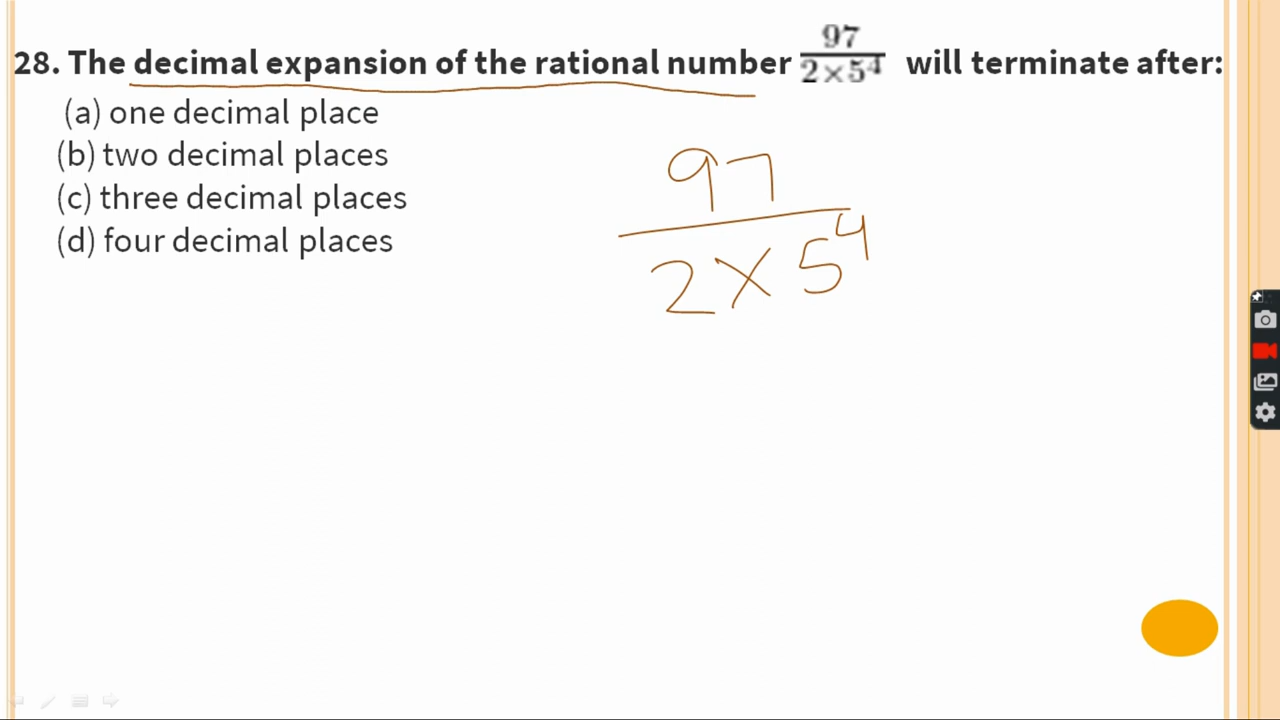 28. The decimal expansion of the rational number 97/2×5⁴ will terminate after:
(a) one decimal place
(b) two decimal places
(c) three decimal places
(d) four decimal places
97
2×5⁴